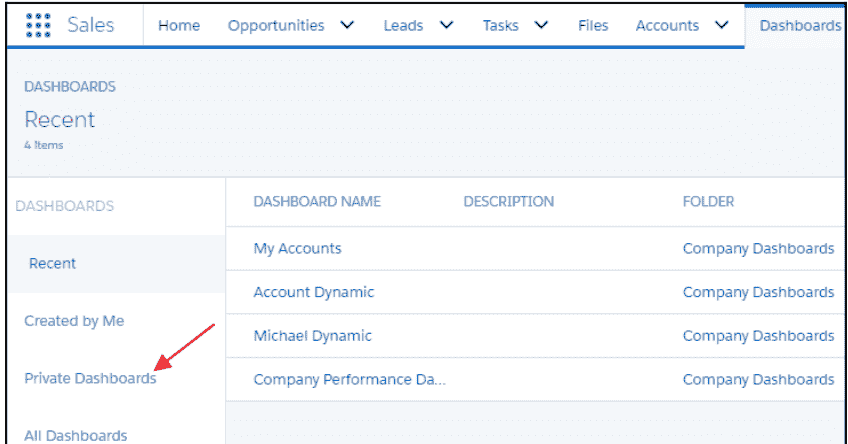 Sales Home Opportunities Leads Tasks Files Accounts Dashboards
DASHBOARDS
Recent
4 Items
DASHBOARDS
Recent
Created by Me
Private Dashboards
All Dashboards
DASHBOARD NAME DESCRIPTION FOLDER
My Accounts Company Dashboards
Account Dynamic Company Dashboards
Michael Dynamic Company Dashboards
Company Performance Da... Company Dashboards